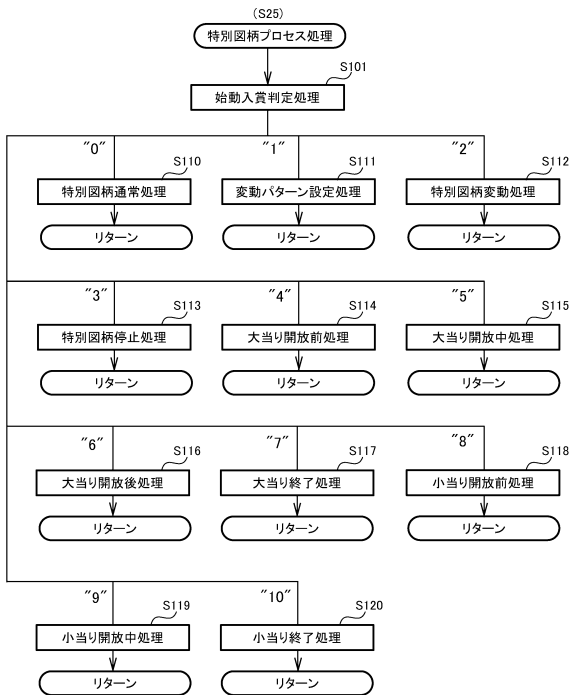 (S25)
特別図柄プロセス処理
S101
始動入賞判定処理
"0"
"1"
"2"
S110
S111
S112
特別図柄通常処理
変動パターン設定処理
特別図柄変動処理
リターン
リターン
リターン
"3"
"4"
"5"
S113
S114
S115
特別図柄停止処理
大当り開放前処理
大当り開放中処理
リターン
リターン
リターン
"6"
"7"
"8"
S116
S117
S118
大当り開放後処理
大当り終了処理
小当り開放前処理
リターン
リターン
リターン
"9"
"10"
S119
S120
小当り開放中処理
小当り終了処理
リターン
リターン